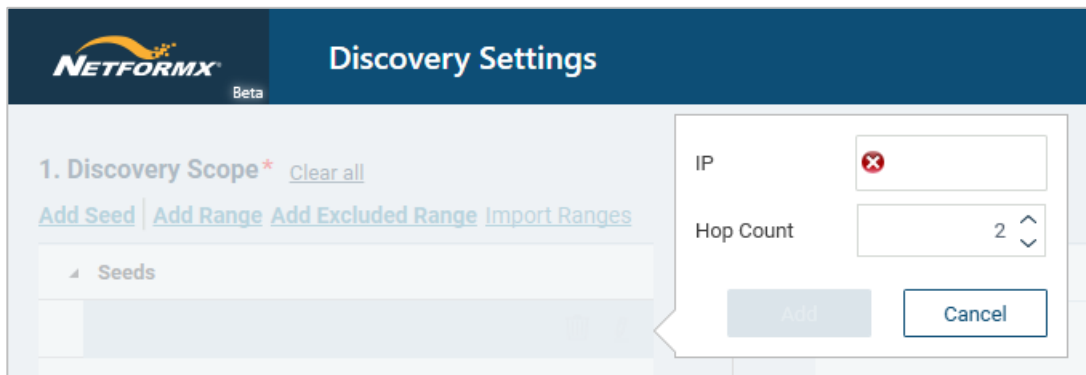 NETFORMX
Beta
Discovery Settings
1. Discovery Scope* Clear all
Add Seed Add Range Add Excluded Range Import Ranges
Seeds
IP
Hop Count 2
Add Cancel